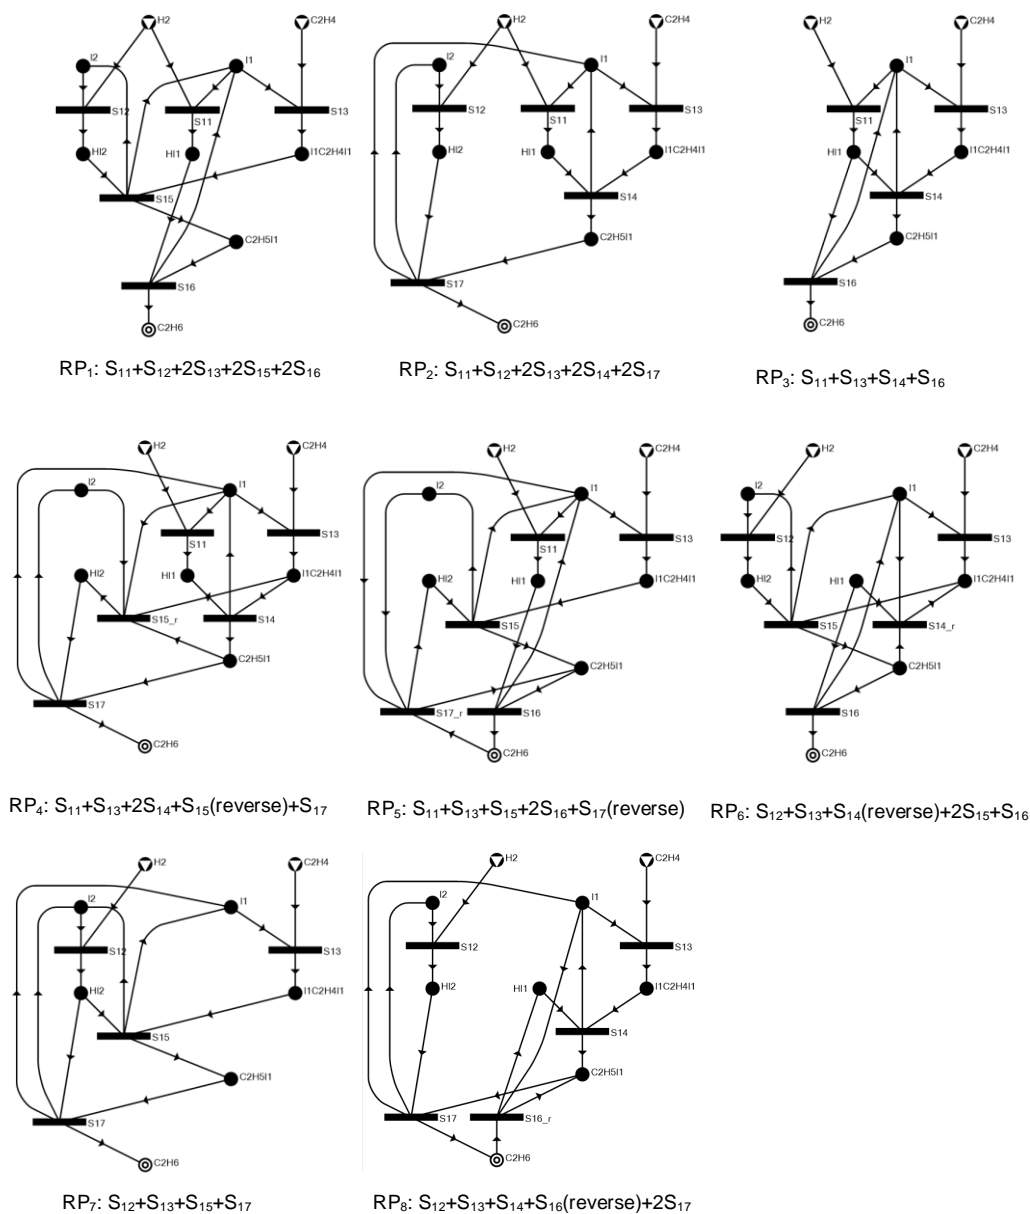 H2
C2H4
I2
I1
S12
S11
S13
HI2
HI1
I1C2H4I1
S15
C2H5I1
S16
C2H6
RP1: S11+S12+2S13+2S15+2S16
H2
C2H4
I2
I1
S12
S11
S13
HI2
HI1
I1C2H4I1
S14
C2H5I1
S17
C2H6
RP2: S11+S12+2S13+2S14+2S17
H2
C2H4
I1
S11
S13
HI1
I1C2H4I1
S14
C2H5I1
S16
C2H6
RP3: S11+S13+S14+S16
H2
C2H4
I2
I1
S11
S13
HI2
HI1
I1C2H4I1
S15_r
S14
C2H5I1
S17
C2H6
RP4: S11+S13+2S14+S15(reverse)+S17
H2
C2H4
I2
I1
S11
S13
HI2
HI1
I1C2H4I1
S15
C2H5I1
S17_r
S16
C2H6
RP5: S11+S13+S15+2S16+S17(reverse)
H2
C2H4
I2
I1
S12
S13
HI2
HI1
I1C2H4I1
S15
S14_r
C2H5I1
S16
C2H6
RP6: S12+S13+S14(reverse)+2S15+S16
H2
C2H4
I2
I1
S12
S13
HI2
I1C2H4I1
S15
C2H5I1
S17
C2H6
RP7: S12+S13+S15+S17
H2
C2H4
I2
I1
S12
S13
HI2
HI1
I1C2H4I1
S14
C2H5I1
S17
S16_r
C2H6
RP8: S12+S13+S14+S16(reverse)+2S17